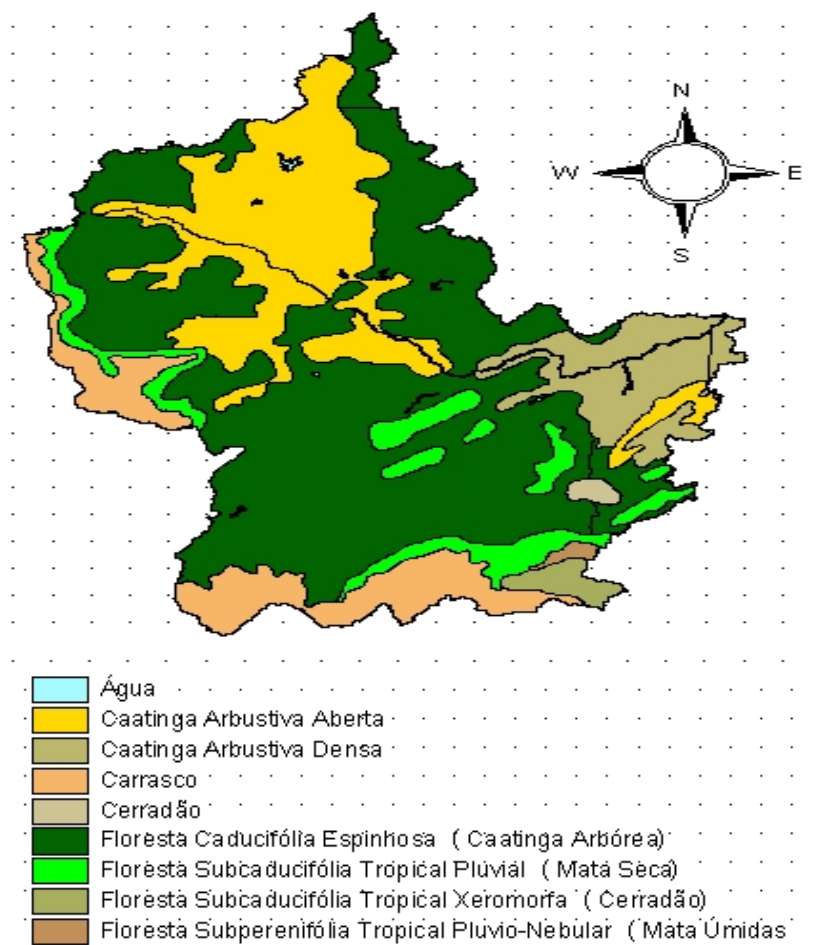 N
W E
S
Água
Caatinga Arbustiva Aberta
Caatinga Arbustiva Densa
Carrasco
Cerradão
Floresta Caducifólia Espinhosa ( Caatinga Arbórea)
Floresta Subcaducifólia Tropical Pluvial ( Mata Seca)
Floresta Subcaducifólia Tropical Xeromorfa ( Cerradão)
Floresta Subperenifólia Tropical Pluvio-Nebular ( Mata Úmidas